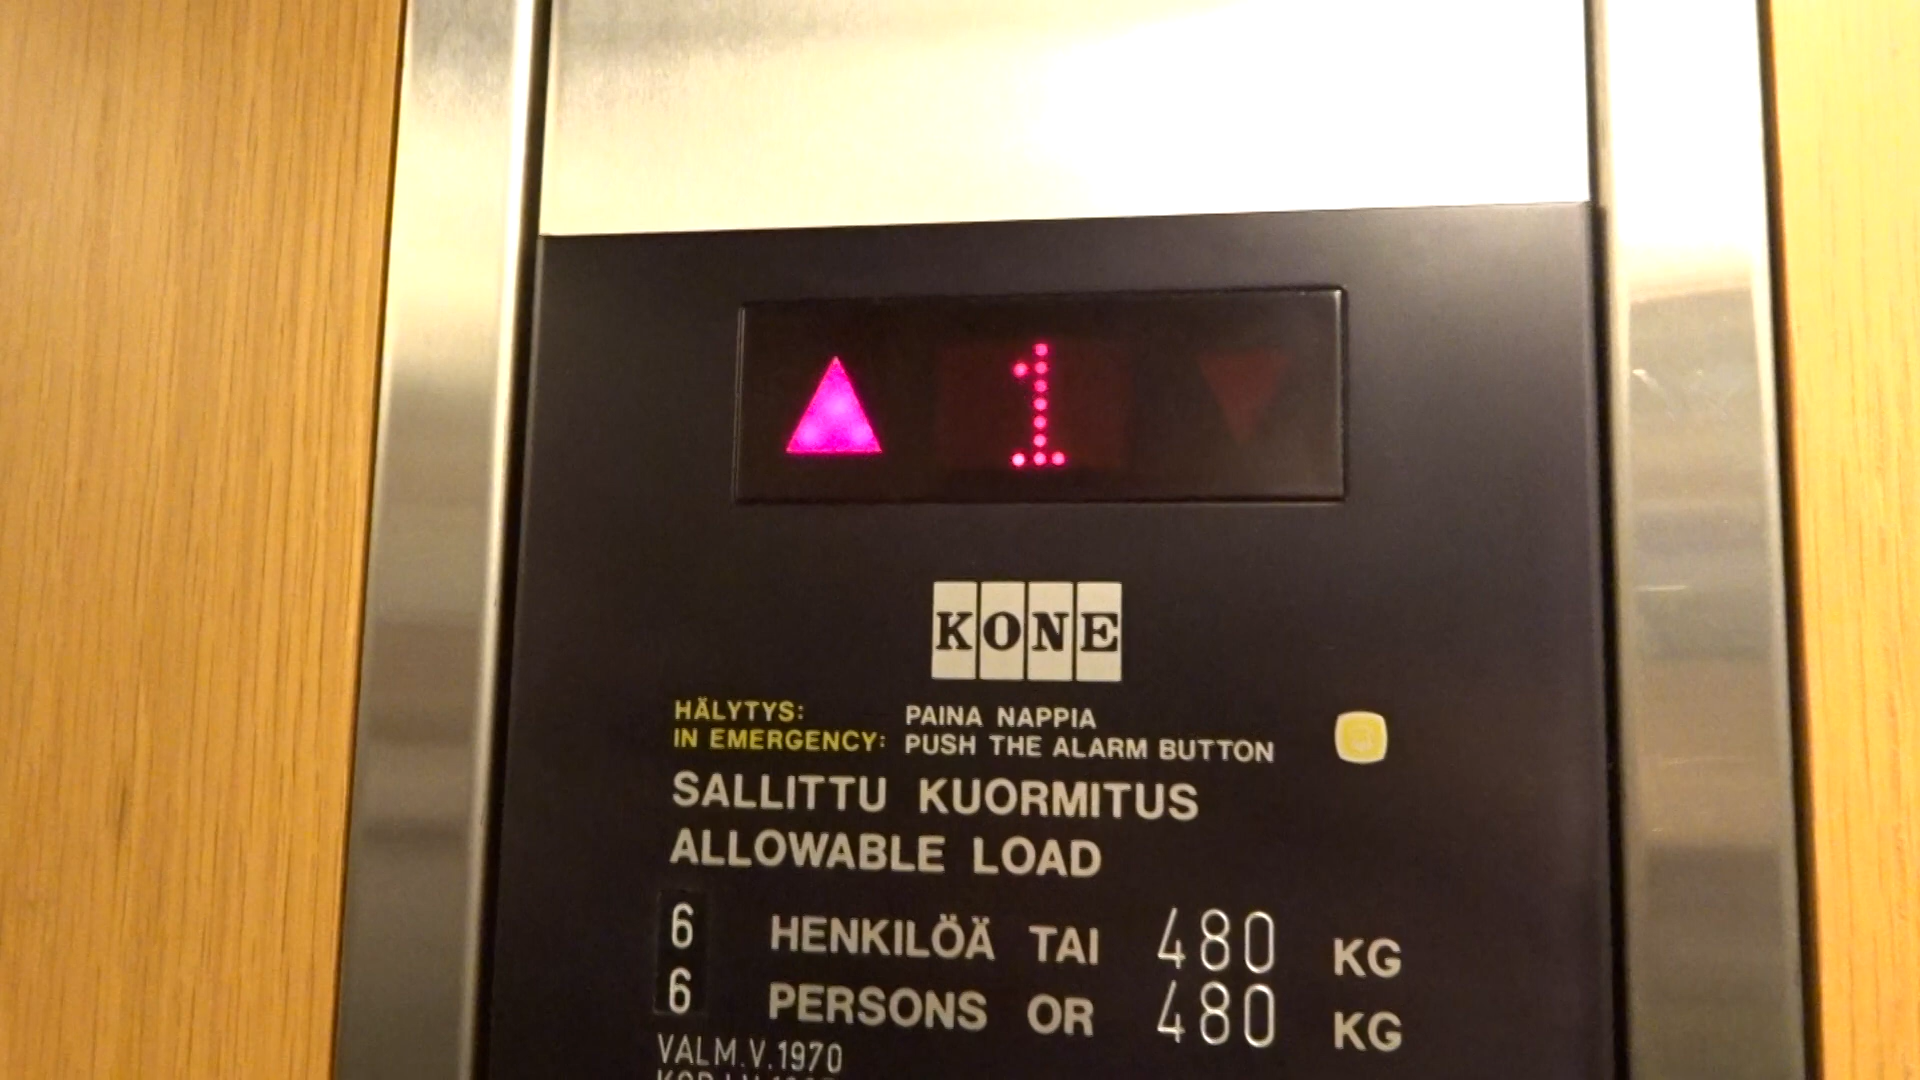 1
KONE
HÄLYTYS: PAINA NAPPIA
IN EMERGENCY: PUSH THE ALARM BUTTON
SALLITTU KUORMITUS
ALLOWABLE LOAD
6 HENKILÖÄ TAI 480 KG
6 PERSONS OR 480 KG
VALM.V.1970